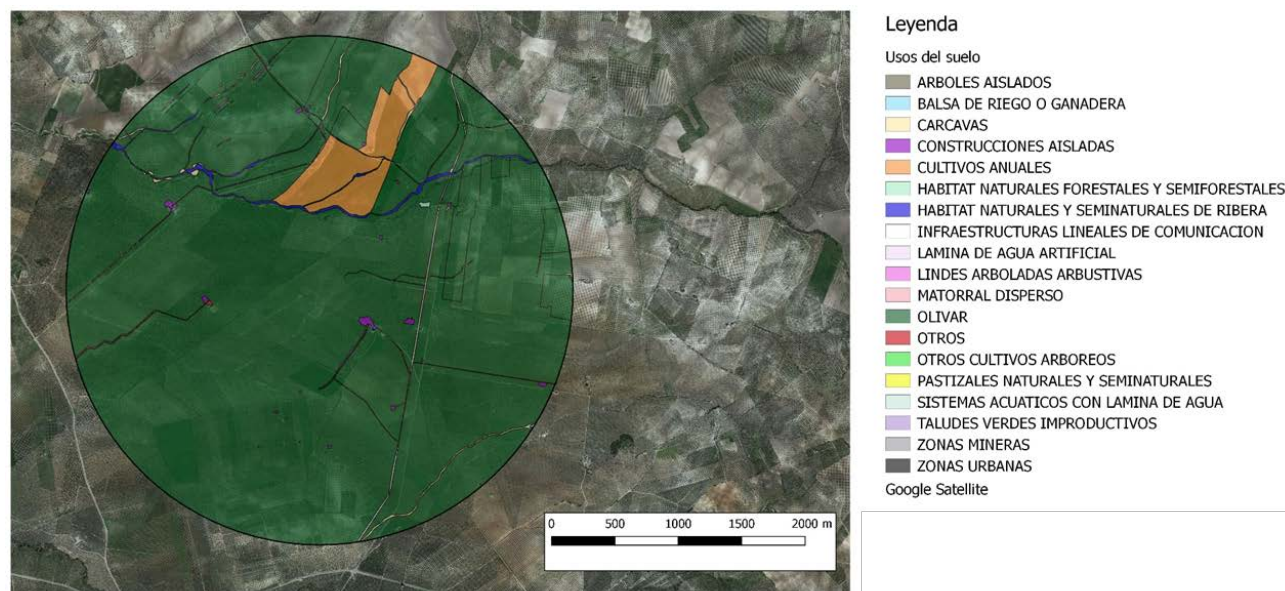 Leyenda
Usos del suelo
ARBOLES AISLADOS
BALSA DE RIEGO O GANADERA
CARCAVAS
CONSTRUCCIONES AISLADAS
CULTIVOS ANUALES
HABITAT NATURALES FORESTALES Y SEMIFORESTALES
HABITAT NATURALES Y SEMINATURALES DE RIBERA
INFRAESTRUCTURAS LINEALES DE COMUNICACION
LAMINA DE AGUA ARTIFICIAL
LINDES ARBOLADAS ARBUSTIVAS
MATORRAL DISPERSO
OLIVAR
OTROS
OTROS CULTIVOS ARBOREOS
PASTIZALES NATURALES Y SEMINATURALES
SISTEMAS ACUATICOS CON LAMINA DE AGUA
TALUDES VERDES IMPRODUCTIVOS
ZONAS MINERAS
ZONAS URBANAS
Google Satellite
0 500 1000 1500 2000 m